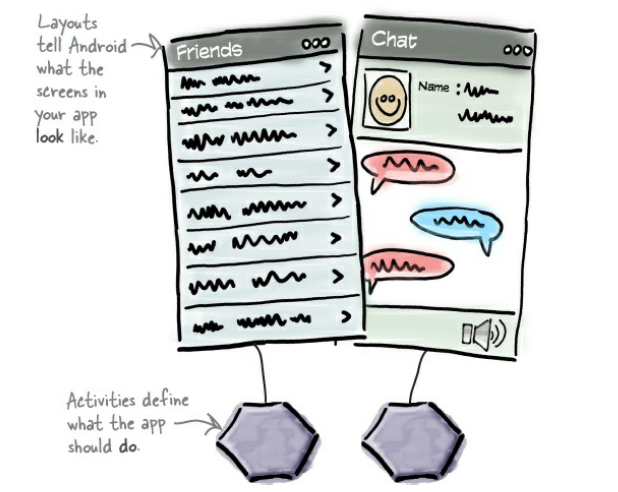 Layouts
tell Android
what the
screens in
your app
look like.
Friends
Chat
Name :
Activities define
what the app
should do.